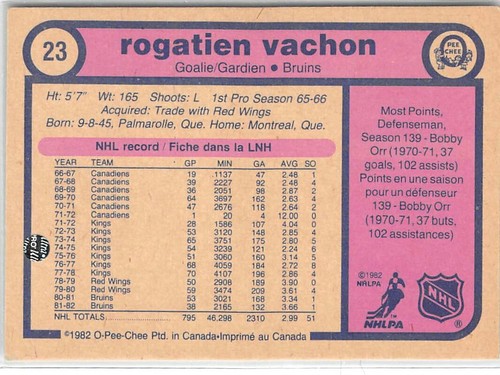 23
rogatien vachon
Goalie/Gardien • Bruins
O PEE CHEE
Ht: 5'7" Wt: 165 Shoots: L 1st Pro Season 65-66
Acquired: Trade with Red Wings
Born: 9-8-45, Palmarolle, Que. Home: Montreal, Que.
NHL record / Fiche dans la LNH
YEAR TEAM GP MIN GA AVG SO
66-67 Canadiens 19 .1137 47 2.48 1
67-68 Canadiens 39 2227 92 2.48 4
68-69 Canadiens 36 2051 98 2.87 2
69-70 Canadiens 64 3697 162 2.63 4
70-71 Canadiens 47 2676 118 2.64 2
71-72 Canadiens 1 20 4 12.00 0
71-72 Kings 28 1586 107 4.04 0
72-73 Kings 53 3120 148 2.85 4
73-74 Kings 65 3751 175 2.80 5
74-75 Kings 54 3239 121 2.24 6
75-76 Kings 51 3060 160 3.14 5
76-77 Kings 68 4059 184 2.72 8
77-78 Kings 70 4107 196 2.86 4
78-79 Red Wings 50 2908 189 3.90 0
79-80 Red Wings 59 3474 209 3.61 4
80-81 Bruins 53 3021 168 3.34 1
81-82 Bruins 38 2165 132 3.66 1
NHL TOTALS: 795 46,298 2310 2.99 51
©1982 O-Pee-Chee Ptd. in Canada-Imprimé au Canada
Most Points,
Defenseman,
Season 139 - Bobby
Orr (1970-71, 37
goals, 102 assists)
Points en une saison
pour un défenseur
139 - Bobby Orr
(1970-71, 37 buts,
102 assistances)
©1982
NHLPA
NHLPA
TM
NHL
®